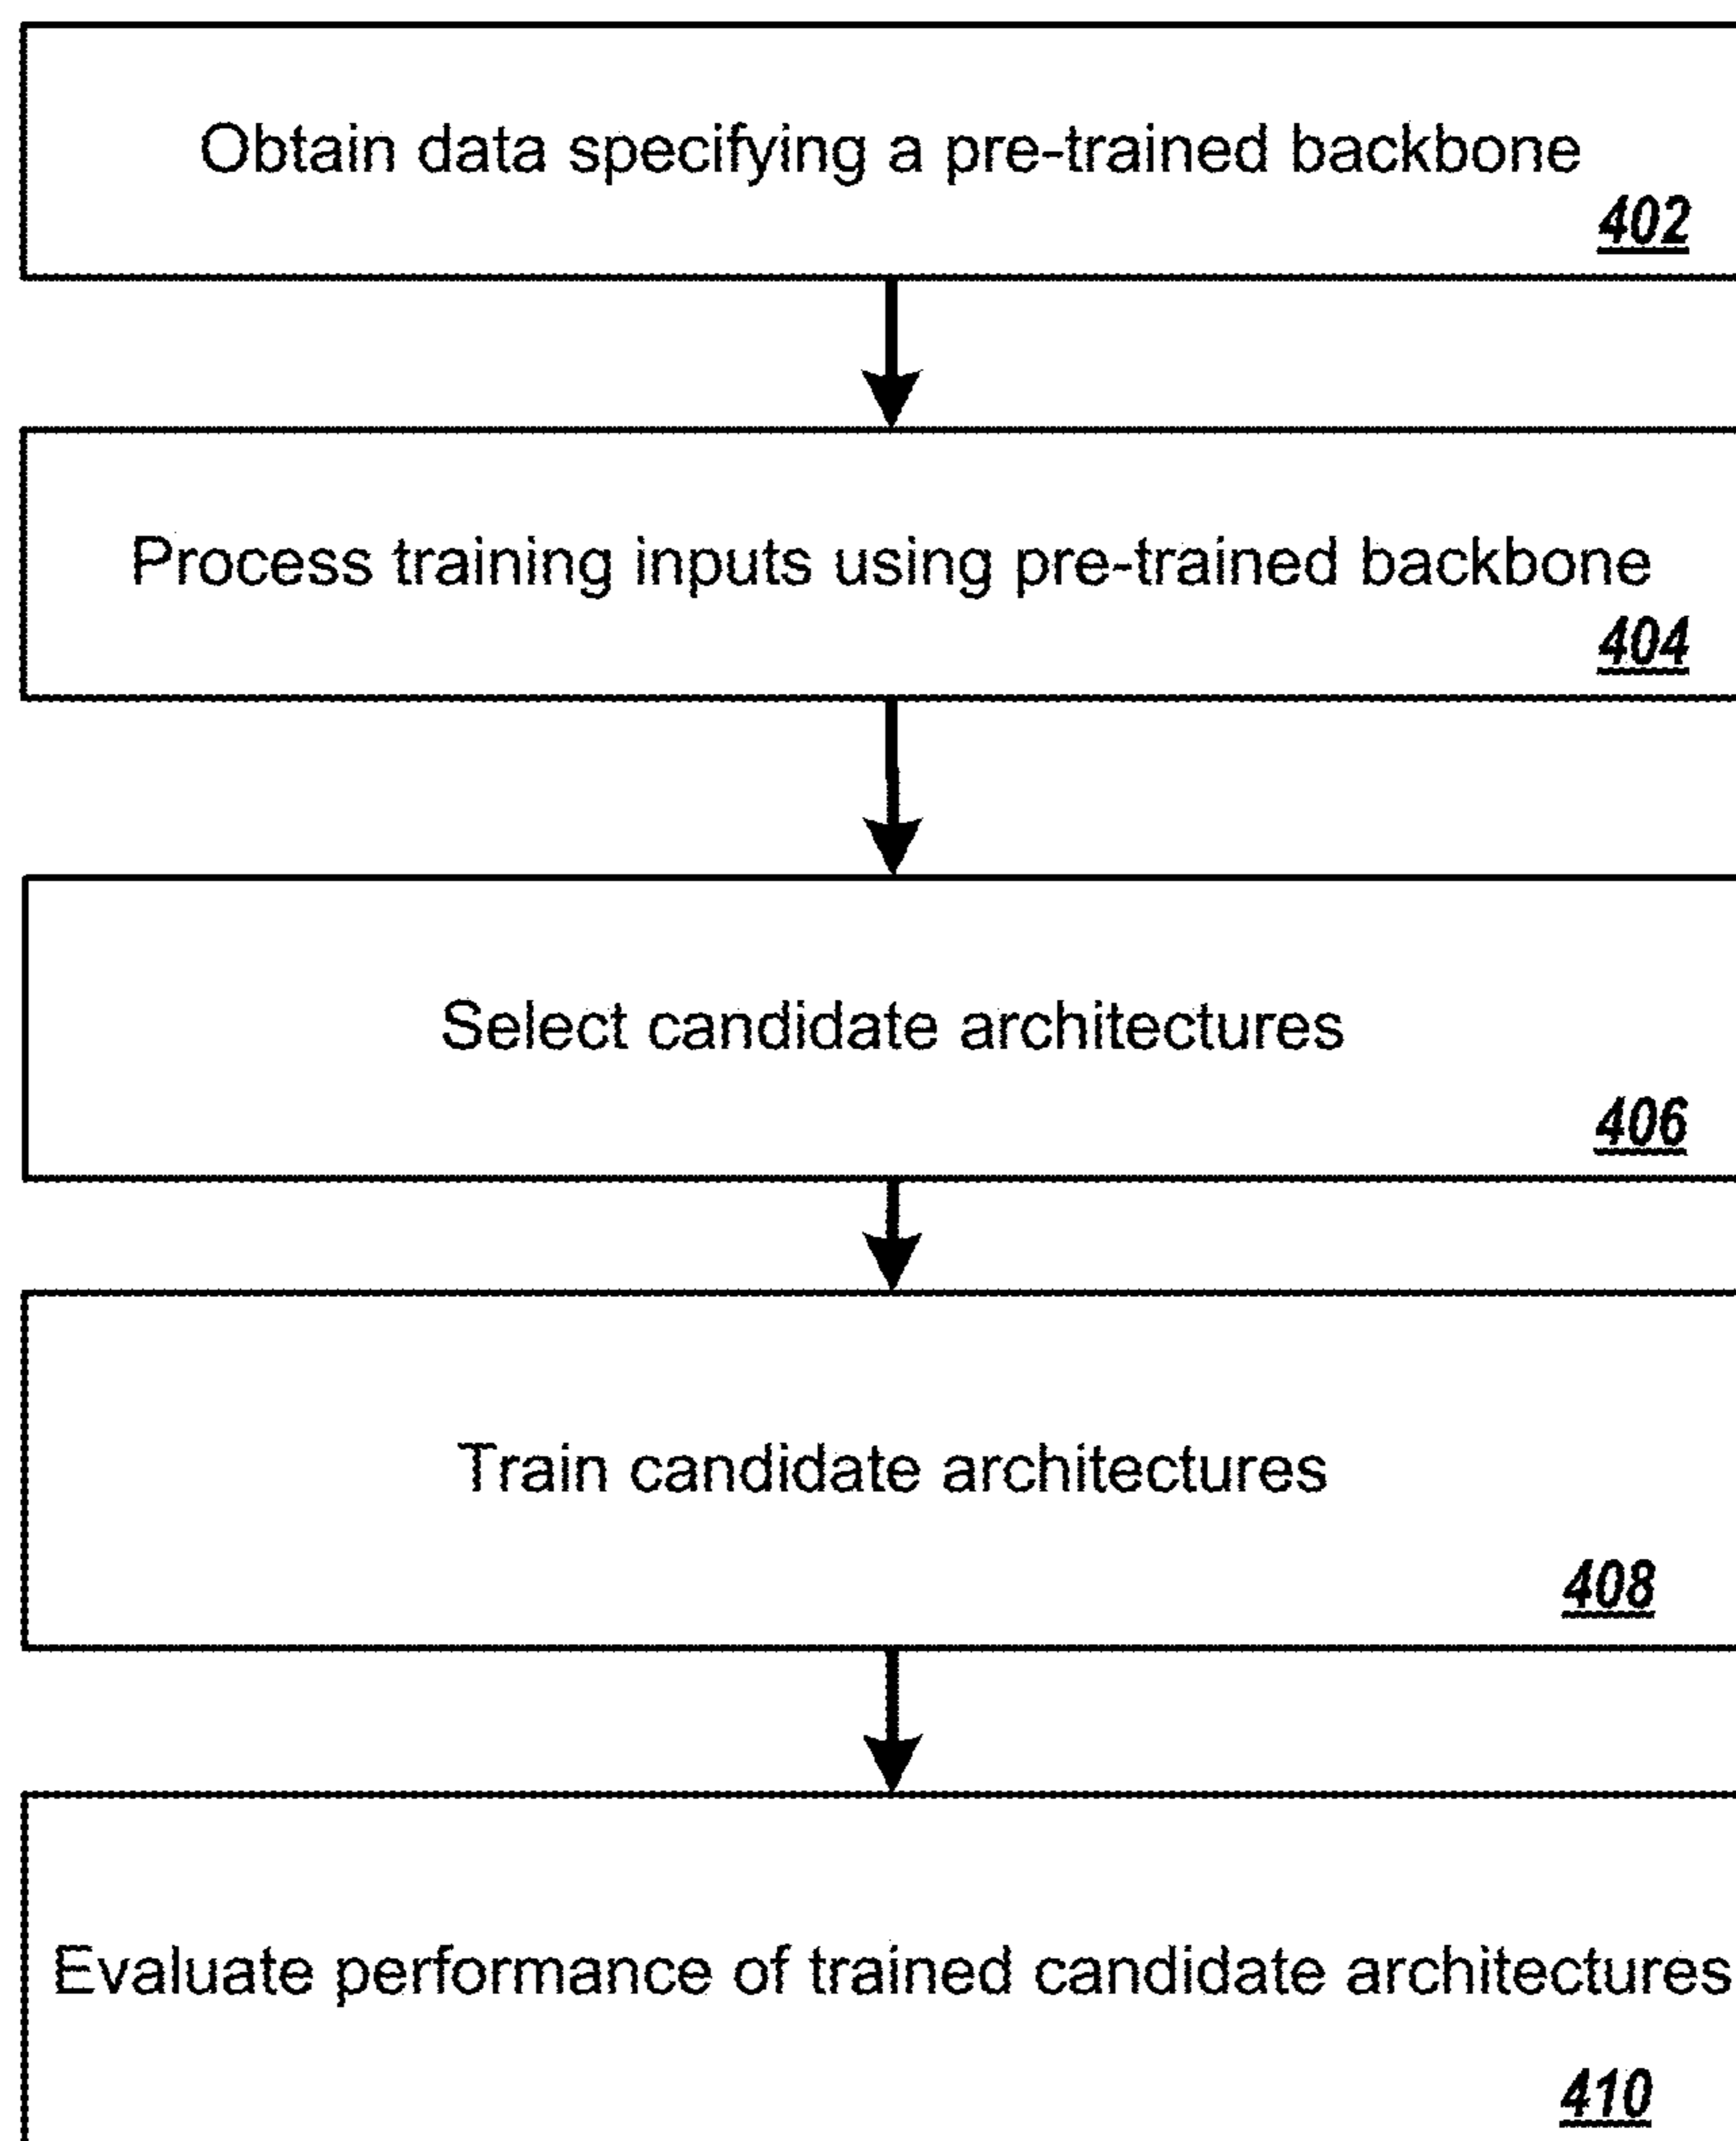 Obtain data specifying a pre-trained backbone
402
Process training inputs using pre-trained backbone
404
Select candidate architectures
406
Train candidate architectures
408
Evaluate performance of trained candidate architectures
410